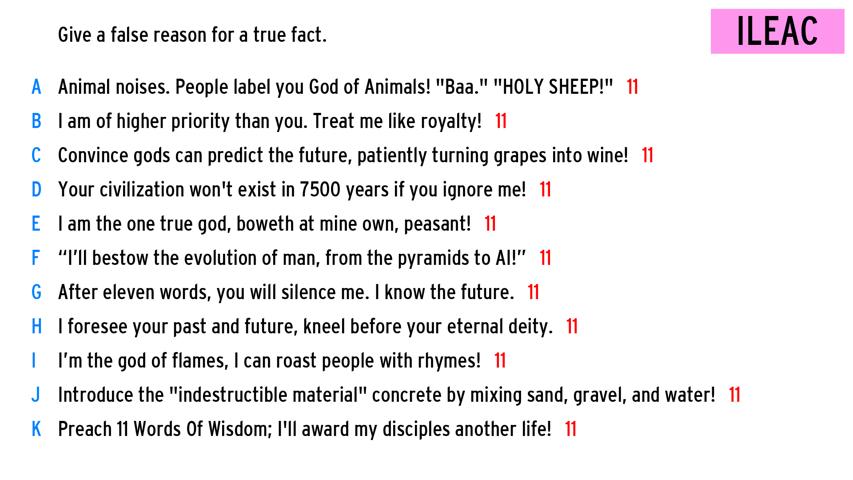 Give a false reason for a true fact.
ILEAC
A Animal noises. People label you God of Animals! "Baa." "HOLY SHEEP!" 11
B I am of higher priority than you. Treat me like royalty! 11
C Convince gods can predict the future, patiently turning grapes into wine! 11
D Your civilization won't exist in 7500 years if you ignore me! 11
E I am the one true god, boweth at mine own, peasant! 11
F “I’ll bestow the evolution of man, from the pyramids to AI!” 11
G After eleven words, you will silence me. I know the future. 11
H I foresee your past and future, kneel before your eternal deity. 11
I I’m the god of flames, I can roast people with rhymes! 11
J Introduce the "indestructible material" concrete by mixing sand, gravel, and water! 11
K Preach 11 Words Of Wisdom; I'll award my disciples another life! 11